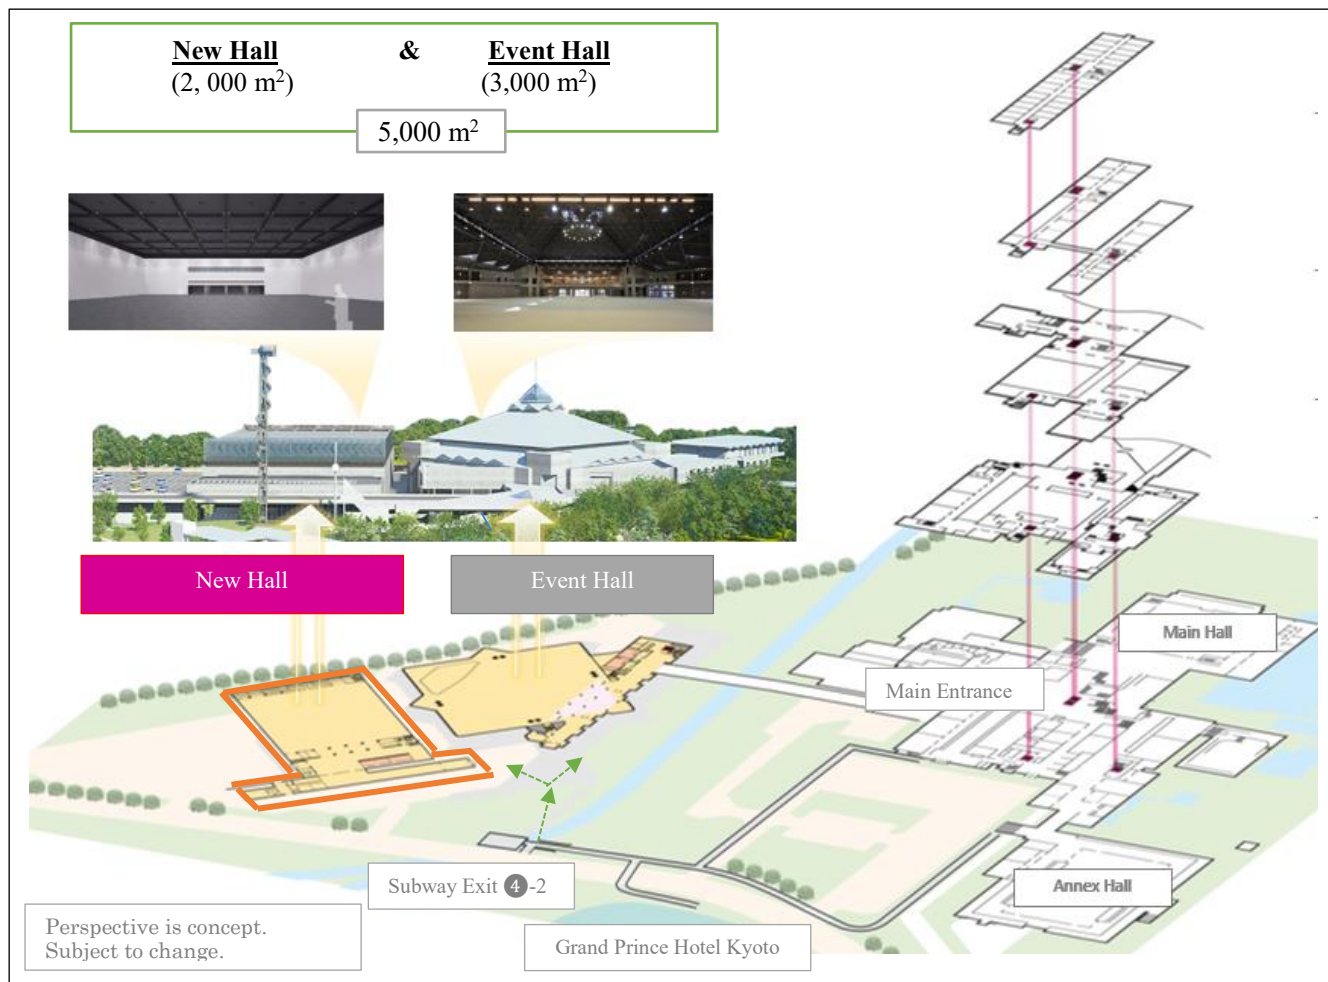 New Hall & Event Hall
(2, 000 m²) (3,000 m²)
5,000 m²
New Hall
Event Hall
Main Hall
Main Entrance
Subway Exit ❹-2
Annex Hall
Perspective is concept.
Subject to change.
Grand Prince Hotel Kyoto